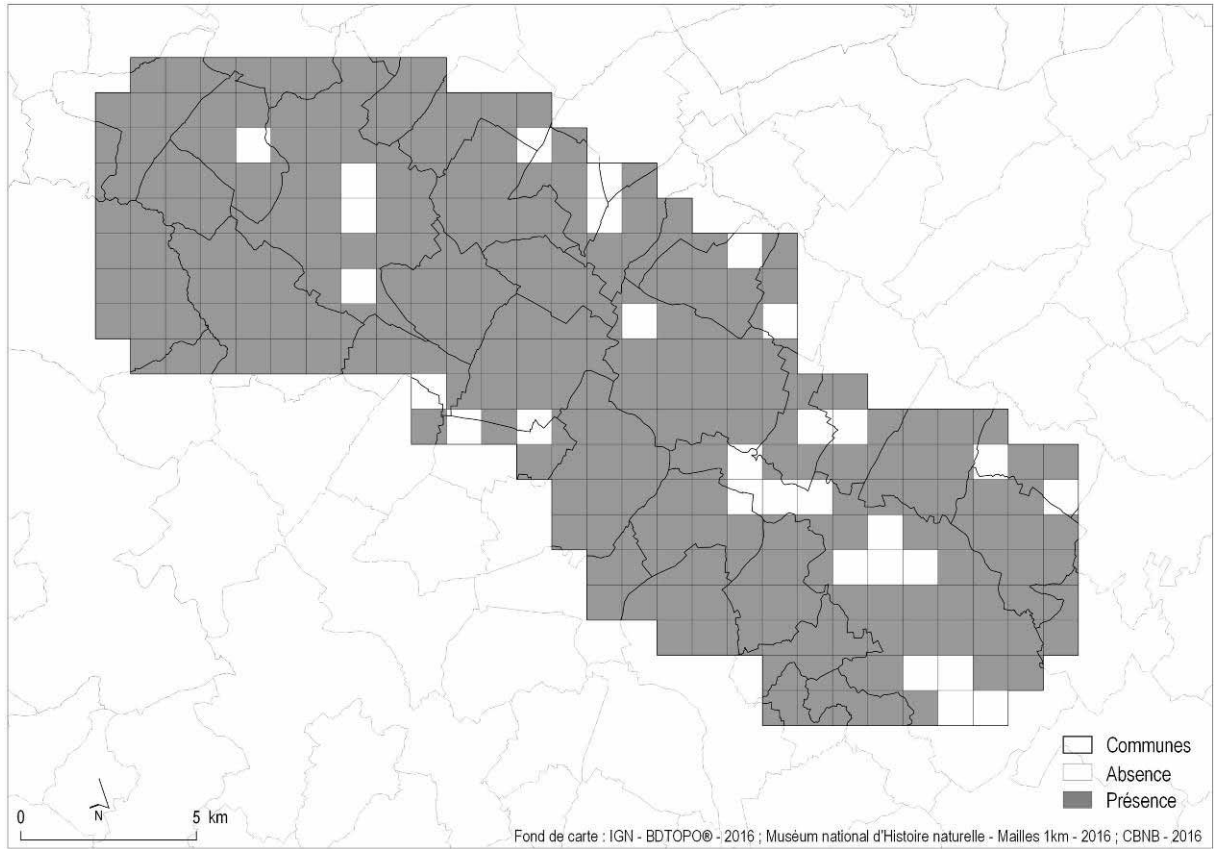 Communes
Absence
Présence
N
0 5 km
Fond de carte : IGN - BDTOPO® - 2016 ; Muséum national d'Histoire naturelle - Mailles 1km - 2016 ; CBNB - 2016